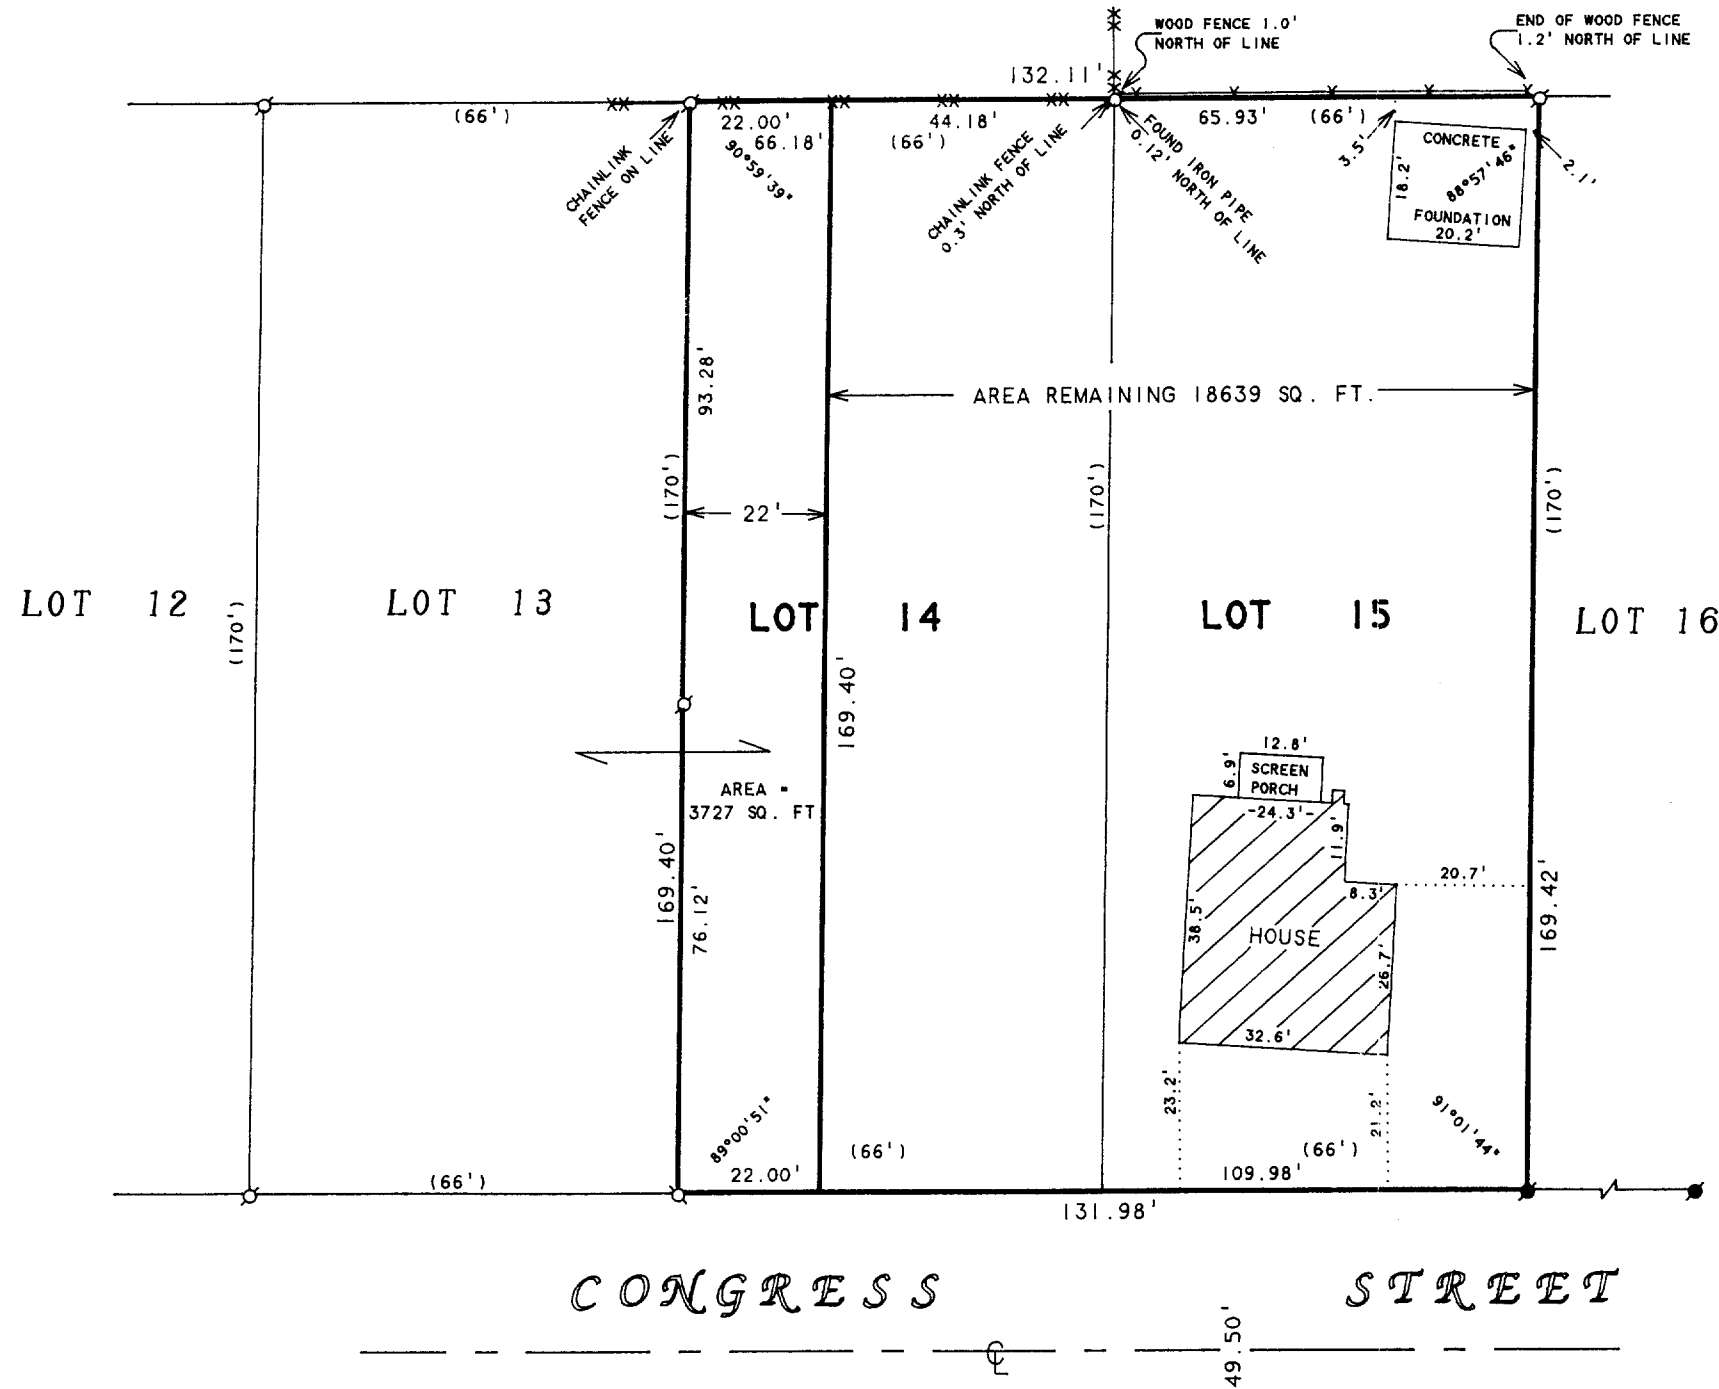 WOOD FENCE 1.0'
NORTH OF LINE
END OF WOOD FENCE
1.2' NORTH OF LINE
132.11'
(66')
22.00'
66.18'
44.18'
(66')
65.93'
(66')
CHAINLINK
FENCE ON LINE
90°59'39"
CHAINLINK FENCE
0.3' NORTH OF LINE
FOUND IRON PIPE
0.12' NORTH OF LINE
3.5'
CONCRETE
18.2'
88°57'46"
FOUNDATION
20.2'
2.1'
93.28'
AREA REMAINING 18639 SQ. FT.
(170')
22'
(170')
(170')
LOT 12
(170')
LOT 13
LOT 14
LOT 15
LOT 16
169.40'
12.8'
6.9'
SCREEN
PORCH
AREA =
3727 SQ. FT
-24.3'-
11.9'
169.40'
76.12'
8.3'
20.7'
169.42'
38.5'
HOUSE
26.7'
32.6'
23.2'
21.2'
91°01'44"
89°00'51"
(66')
(66')
(66')
22.00'
109.98'
131.98'
CONGRESS STREET
49.50'
℄